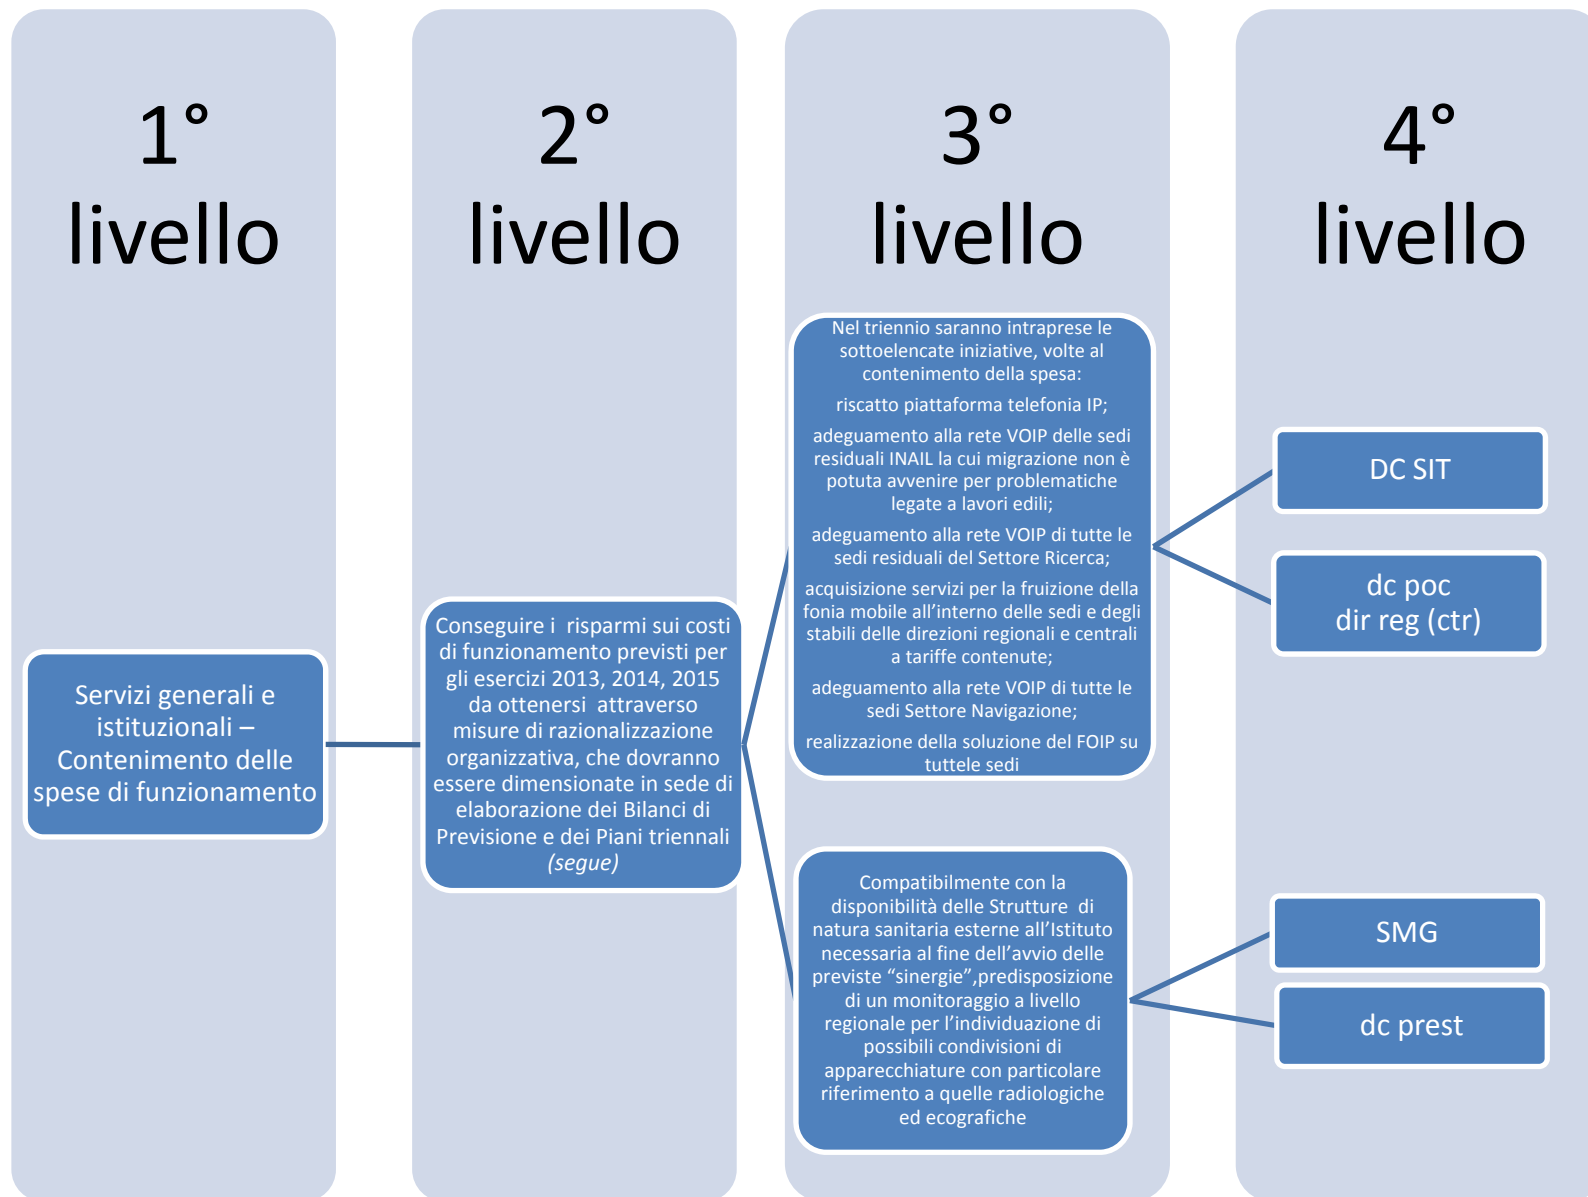 1°
livello
2°
livello
3°
livello
4°
livello
Servizi generali e
istituzionali –
Contenimento delle
spese di funzionamento
Conseguire i risparmi sui costi
di funzionamento previsti per
gli esercizi 2013, 2014, 2015
da ottenersi attraverso
misure di razionalizzazione
organizzativa, che dovranno
essere dimensionate in sede di
elaborazione dei Bilanci di
Previsione e dei Piani triennali
(segue)
Nel triennio saranno intraprese le
sottoelencate iniziative, volte al
contenimento della spesa:
riscatto piattaforma telefonia IP;
adeguamento alla rete VOIP delle sedi
residuali INAIL la cui migrazione non è
potuta avvenire per problematiche
legate a lavori edili;
adeguamento alla rete VOIP di tutte le
sedi residuali del Settore Ricerca;
acquisizione servizi per la fruizione della
fonia mobile all’interno delle sedi e degli
stabili delle direzioni regionali e centrali
a tariffe contenute;
adeguamento alla rete VOIP di tutte le
sedi Settore Navigazione;
realizzazione della soluzione del FOIP su
tuttele sedi
DC SIT
dc poc
dir reg (ctr)
Compatibilmente con la
disponibilità delle Strutture di
natura sanitaria esterne all’Istituto
necessaria al fine dell’avvio delle
previste “sinergie”,predisposizione
di un monitoraggio a livello
regionale per l’individuazione di
possibili condivisioni di
apparecchiature con particolare
riferimento a quelle radiologiche
ed ecografiche
SMG
dc prest